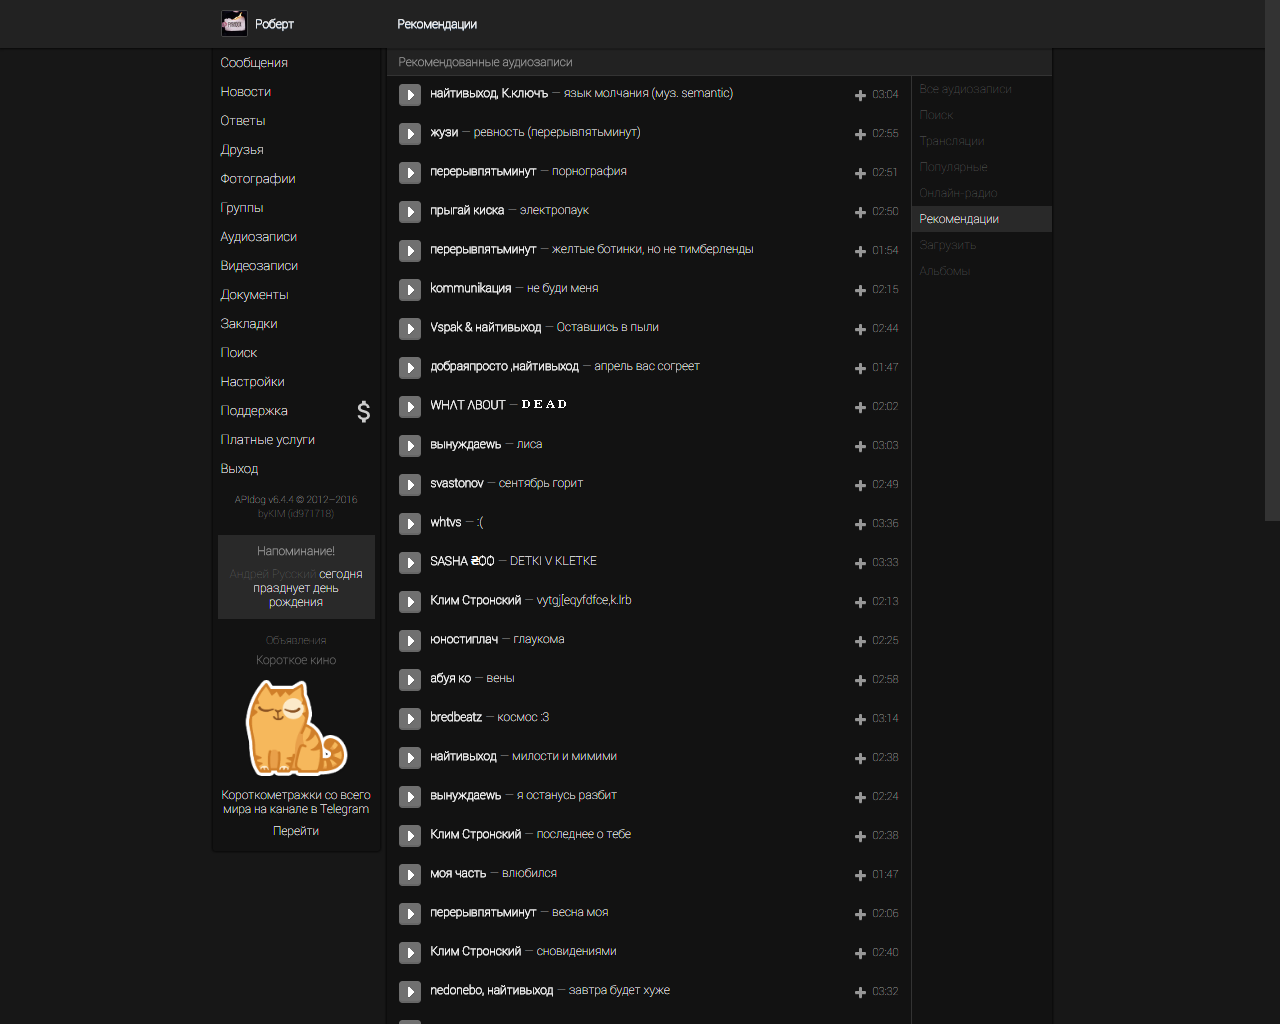 Роберт
Рекомендации
Сообщения
Новости
Ответы
Друзья
Фотографии
Группы
Аудиозаписи
Видеозаписи
Документы
Закладки
Поиск
Настройки
Поддержка
Платные услуги
Выход
APIdog v6.4.4 © 2012–2016
by KIM (id971718)
Напоминание!
Андрей Русский сегодня
празднует день
рождения
Объявления
Короткое кино
Короткометражки со всего
мира на канале в Telegram
Перейти
Рекомендованные аудиозаписи
найтивыход, К.ключъ – язык молчания (муз. semantic) 03:04
жузи – ревность (перерывпятьминут) 02:55
перерывпятьминут – порнография 02:51
прыгай киска – электропаук 02:50
перерывпятьминут – желтые ботинки, но не тимберленды 01:54
kommuniкация – не буди меня 02:15
Vspak & найтивыход – Оставшись в пыли 02:44
добраяпросто ,найтивыход – апрель вас согреет 01:47
WHΛT ΛBOUT – D E A D 02:02
вынуждаеwь – лиса 03:03
svastonov – сентябрь горит 02:49
whtvs – :( 03:36
SASHA – DETKI V KLETKE 03:33
Клим Стронский – vytgj[eqyfdfce,k.lrb 02:13
юностиплач – глаукома 02:25
абуя ко – вены 02:58
bredbeatz – космос :3 03:14
найтивыход – милости и мимими 02:38
вынуждаеwь – я останусь разбит 02:24
Клим Стронский – последнее о тебе 02:38
моя часть – влюбился 01:47
перерывпятьминут – весна моя 02:06
Клим Стронский – сновидениями 02:40
nedonebo, найтивыход – завтра будет хуже 03:32
Все аудиозаписи
Поиск
Трансляции
Популярные
Онлайн-радио
Рекомендации
Загрузить
Альбомы